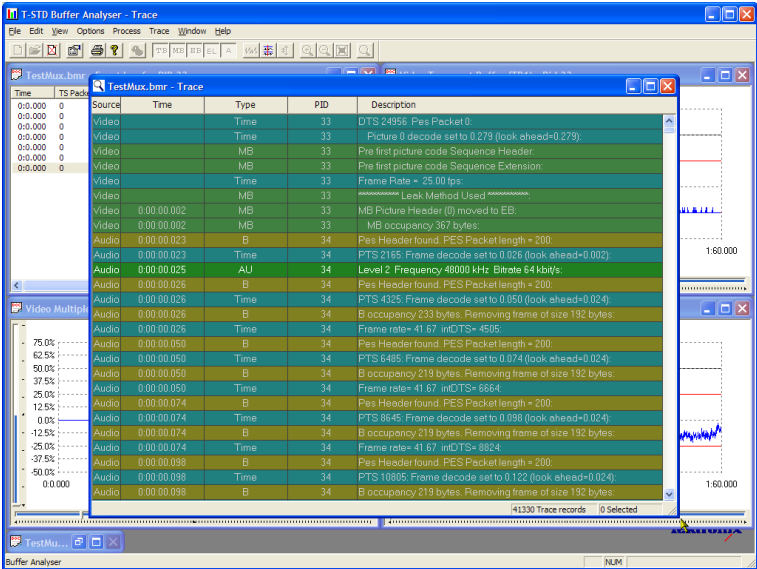 T-STD Buffer Analyser - Trace
File Edit View Options Process Trace Window Help
TB MB EB EL A
TestMux.bmr
Time TS Packe
0:0.000 0
0:0.000 0
0:0.000 0
0:0.000 0
0:0.000 0
0:0.000 0
0:0.000 0
TestMux.bmr - Trace
Source Time Type PID Description
Video Time 33 DTS 24956 Pes Packet 0:
Video Time 33 Picture 0 decode set to 0.279 (look ahead=0.279):
Video MB 33 Pre first picture code Sequence Header:
Video MB 33 Pre first picture code Sequence Extension:
Video Time 33 Frame Rate = 25.00 fps:
Video MB 33 ********** Leak Method Used **********:
Video 0:00:00.002 MB 33 MB Picture Header (0) moved to EB:
Video 0:00:00.002 MB 33 MB occupancy 367 bytes:
Audio 0:00:00.023 B 34 Pes Header found. PES Packet length = 200:
Audio 0:00:00.023 Time 34 PTS 2165: Frame decode set to 0.026 (look ahead=0.002):
Audio 0:00:00.025 AU 34 Level 2 Frequency 48000 kHz Bitrate 64 kbit/s:
Audio 0:00:00.026 B 34 Pes Header found. PES Packet length = 200:
Audio 0:00:00.026 Time 34 PTS 4325: Frame decode set to 0.050 (look ahead=0.024):
Audio 0:00:00.026 B 34 B occupancy 233 bytes. Removing frame of size 192 bytes:
Audio 0:00:00.026 Time 34 Frame rate= 41.67 intDTS= 4505:
Audio 0:00:00.050 B 34 Pes Header found. PES Packet length = 200:
Audio 0:00:00.050 Time 34 PTS 6485: Frame decode set to 0.074 (look ahead=0.024):
Audio 0:00:00.050 B 34 B occupancy 219 bytes. Removing frame of size 192 bytes:
Audio 0:00:00.050 Time 34 Frame rate= 41.67 intDTS= 6664:
Audio 0:00:00.074 B 34 Pes Header found. PES Packet length = 200:
Audio 0:00:00.074 Time 34 PTS 8645: Frame decode set to 0.098 (look ahead=0.024):
Audio 0:00:00.074 B 34 B occupancy 219 bytes. Removing frame of size 192 bytes:
Audio 0:00:00.074 Time 34 Frame rate= 41.67 intDTS= 8824:
Audio 0:00:00.098 B 34 Pes Header found. PES Packet length = 200:
Audio 0:00:00.098 Time 34 PTS 10805: Frame decode set to 0.122 (look ahead=0.024):
Audio 0:00:00.098 B 34 B occupancy 219 bytes. Removing frame of size 192 bytes:
41330 Trace records 0 Selected
1:60.000
Video Multiple
75.0%
62.5%
50.0%
37.5%
25.0%
12.5%
0.0%
-12.5%
-25.0%
-37.5%
-50.0%
0:0.000
1:60.000
TestMu...
Buffer Analyser NUM